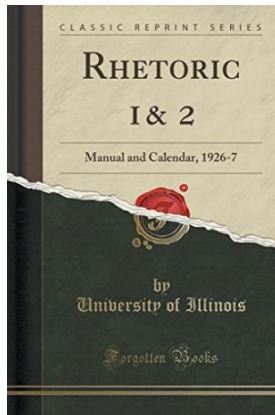 CLASSIC REPRINT SERIES
RHETORIC
1 & 2
Manual and Calendar, 1926-7
by
University of Illinois
Forgotten Books